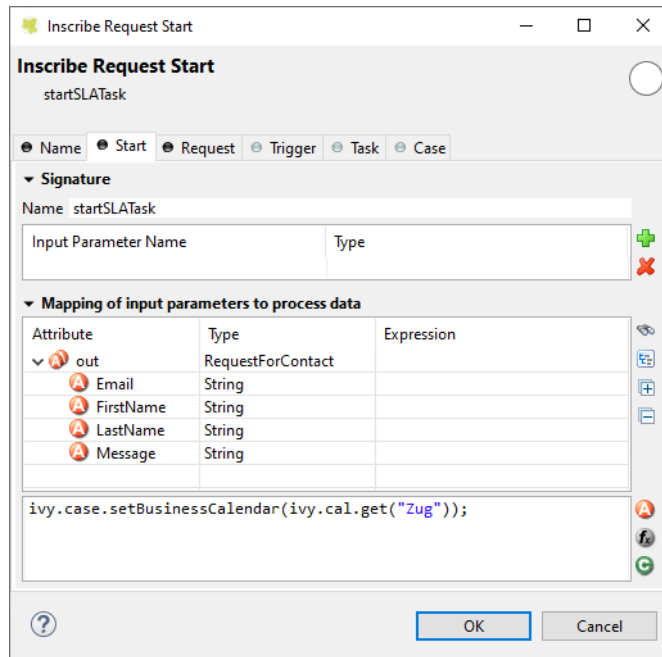 Inscribe Request Start
Inscribe Request Start
startSLATask
Name Start Request Trigger Task Case
Signature
Name startSLATask
Input Parameter Name Type
Mapping of input parameters to process data
Attribute Type Expression
out RequestForContact
A Email String
A FirstName String
A LastName String
A Message String
ivy.case.setBusinessCalendar(ivy.cal.get("Zug"));
A
fx
C
? OK Cancel